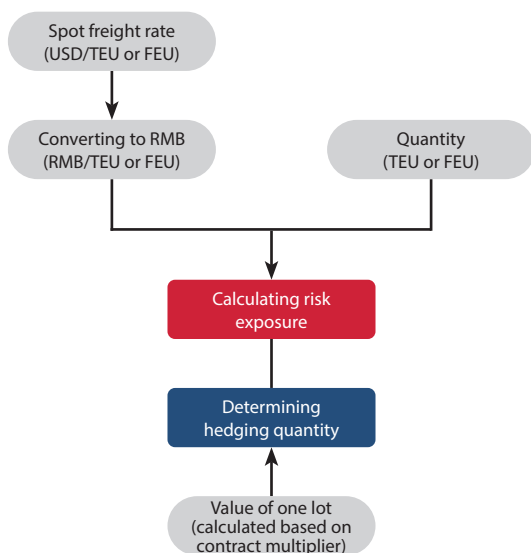 Spot freight rate
(USD/TEU or FEU)
Converting to RMB
(RMB/TEU or FEU)
Quantity
(TEU or FEU)
Calculating risk
exposure
Determining
hedging quantity
Value of one lot
(calculated based on
contract multiplier)